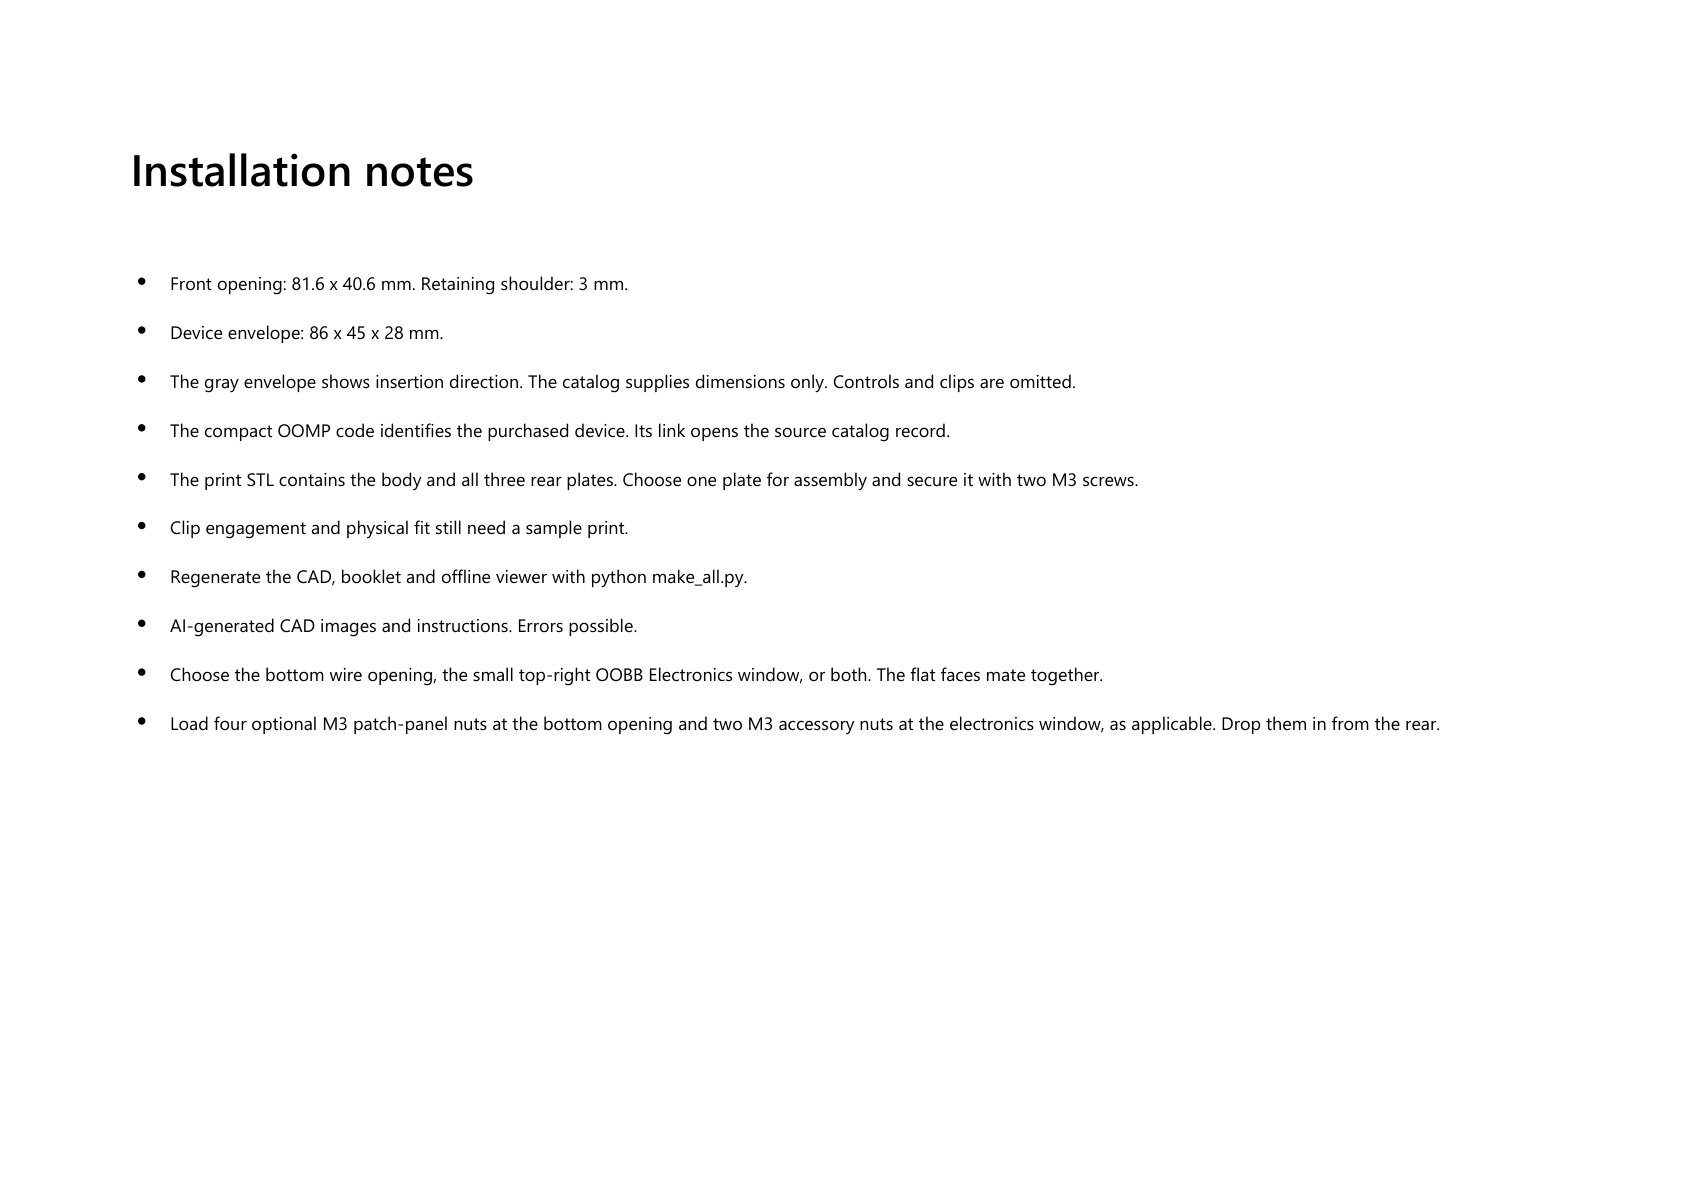 Installation notes
• Front opening: 81.6 x 40.6 mm. Retaining shoulder: 3 mm.
• Device envelope: 86 x 45 x 28 mm.
• The gray envelope shows insertion direction. The catalog supplies dimensions only. Controls and clips are omitted.
• The compact OOMP code identifies the purchased device. Its link opens the source catalog record.
• The print STL contains the body and all three rear plates. Choose one plate for assembly and secure it with two M3 screws.
• Clip engagement and physical fit still need a sample print.
• Regenerate the CAD, booklet and offline viewer with python make_all.py.
• AI-generated CAD images and instructions. Errors possible.
• Choose the bottom wire opening, the small top-right OOBB Electronics window, or both. The flat faces mate together.
• Load four optional M3 patch-panel nuts at the bottom opening and two M3 accessory nuts at the electronics window, as applicable. Drop them in from the rear.